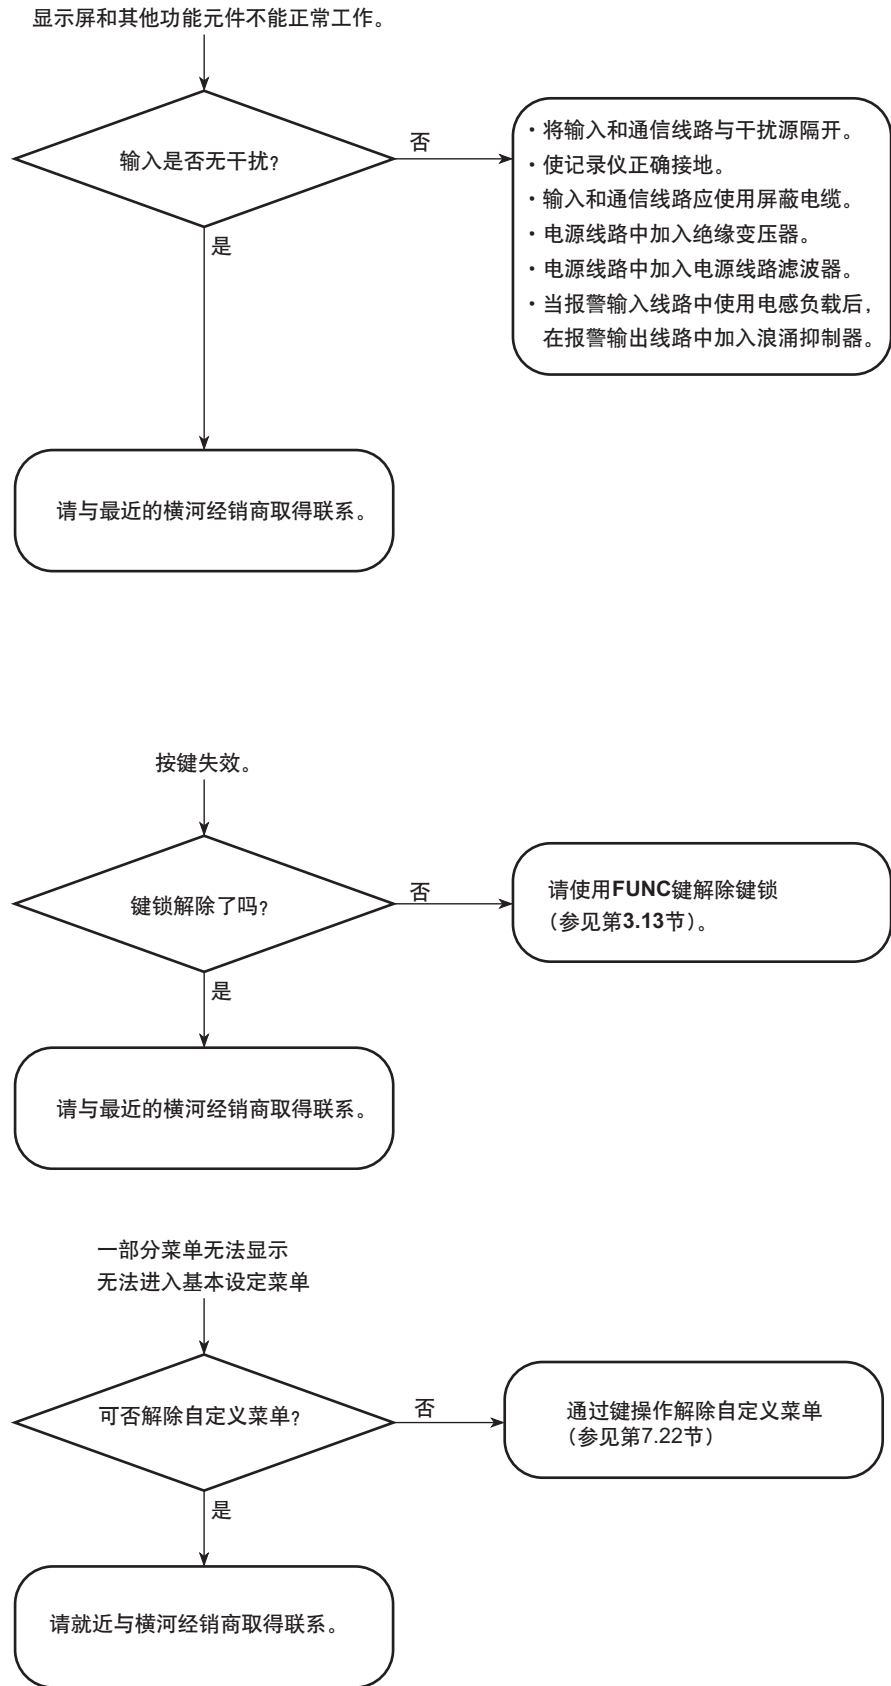 显示屏和其他功能元件不能正常工作。
输入是否无干扰？
否
·将输入和通信线路与干扰源隔开。
·使记录仪正确接地。
·输入和通信线路应使用屏蔽电缆。
·电源线路中加入绝缘变压器。
·电源线路中加入电源线路滤波器。
·当报警输入线路中使用电感负载后，
在报警输出线路中加入浪涌抑制器。
是
请与最近的横河经销商取得联系。
按键失效。
键锁解除了吗？
否
请使用FUNC键解除键锁
（参见第3.13节）。
是
请与最近的横河经销商取得联系。
一部分菜单无法显示
无法进入基本设定菜单
可否解除自定义菜单？
否
通过键操作解除自定义菜单
（参见第7.22节）
是
请就近与横河经销商取得联系。